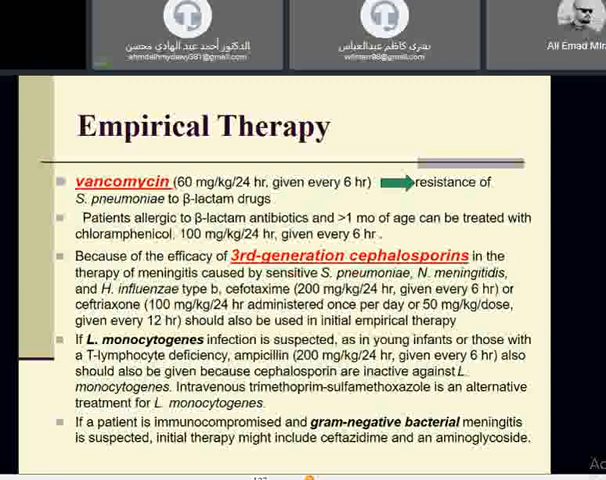 الدكتور أحمد عبد الهادي محسن
بشرى كاظم عبدالعباس
Ali Emad Mira
Empirical Therapy
vancomycin (60 mg/kg/24 hr, given every 6 hr) resistance of
S. pneumoniae to β-lactam drugs
Patients allergic to β-lactam antibiotics and >1 mo of age can be treated with
chloramphenicol, 100 mg/kg/24 hr, given every 6 hr .
Because of the efficacy of 3rd-generation cephalosporins in the
therapy of meningitis caused by sensitive S. pneumoniae, N. meningitidis,
and H. influenzae type b, cefotaxime (200 mg/kg/24 hr, given every 6 hr) or
ceftriaxone (100 mg/kg/24 hr administered once per day or 50 mg/kg/dose,
given every 12 hr) should also be used in initial empirical therapy
If L. monocytogenes infection is suspected, as in young infants or those with
a T-lymphocyte deficiency, ampicillin (200 mg/kg/24 hr, given every 6 hr) also
should also be given because cephalosporin are inactive against L.
monocytogenes. Intravenous trimethoprim-sulfamethoxazole is an alternative
treatment for L. monocytogenes.
If a patient is immunocompromised and gram-negative bacterial meningitis
is suspected, initial therapy might include ceftazidime and an aminoglycoside.
Ac